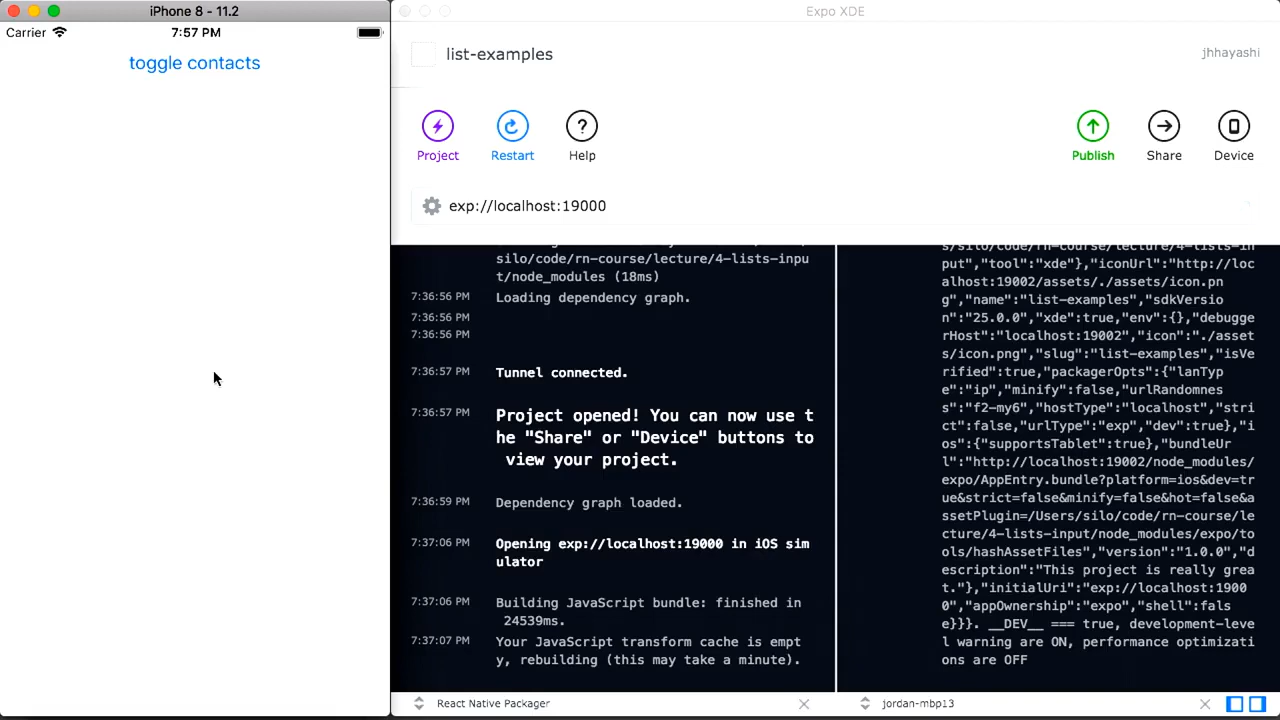 iPhone 8 - 11.2
Carrier
7:57 PM
toggle contacts
Expo XDE
list-examples
jhhayashi
Project
Restart
Help
Publish
Share
Device
exp://localhost:19000
silo/code/rn-course/lecture/4-lists-inpu
t/node_modules (18ms)
7:36:56 PM Loading dependency graph.
7:36:56 PM
7:36:56 PM
7:36:57 PM Tunnel connected.
7:36:57 PM Project opened! You can now use t
he "Share" or "Device" buttons to
view your project.
7:36:59 PM Dependency graph loaded.
7:37:06 PM Opening exp://localhost:19000 in iOS sim
ulator
7:37:06 PM Building JavaScript bundle: finished in
24539ms.
7:37:07 PM Your JavaScript transform cache is empt
y, rebuilding (this may take a minute).
s/silo/code/rn-course/lecture/4-lists-in
put","tool":"xde"},"iconUrl":"http://loc
alhost:19002/assets/./assets/icon.pn
g","name":"list-examples","sdkVersio
n":"25.0.0","xde":true,"env":{},"debugge
rHost":"localhost:19002","icon":"./asset
s/icon.png","slug":"list-examples","isVe
rified":true,"packagerOpts":{"lanTyp
e":"ip","minify":false,"urlRandomnes
s":"f2-my6","hostType":"localhost","stri
ct":false,"urlType":"exp","dev":true},"i
os":{"supportsTablet":true},"bundleUr
l":"http://localhost:19002/node_modules/
expo/AppEntry.bundle?platform=ios&dev=tr
ue&strict=false&minify=false&hot=false&a
ssetPlugin=/Users/silo/code/rn-course/le
cture/4-lists-input/node_modules/expo/to
ols/hashAssetFiles","version":"1.0.0","d
escription":"This project is really grea
t."},"initialUri":"exp://localhost:1900
0","appOwnership":"expo","shell":fals
e}}}. __DEV__ === true, development-leve
l warning are ON, performance optimizati
ons are OFF
React Native Packager
jordan-mbp13